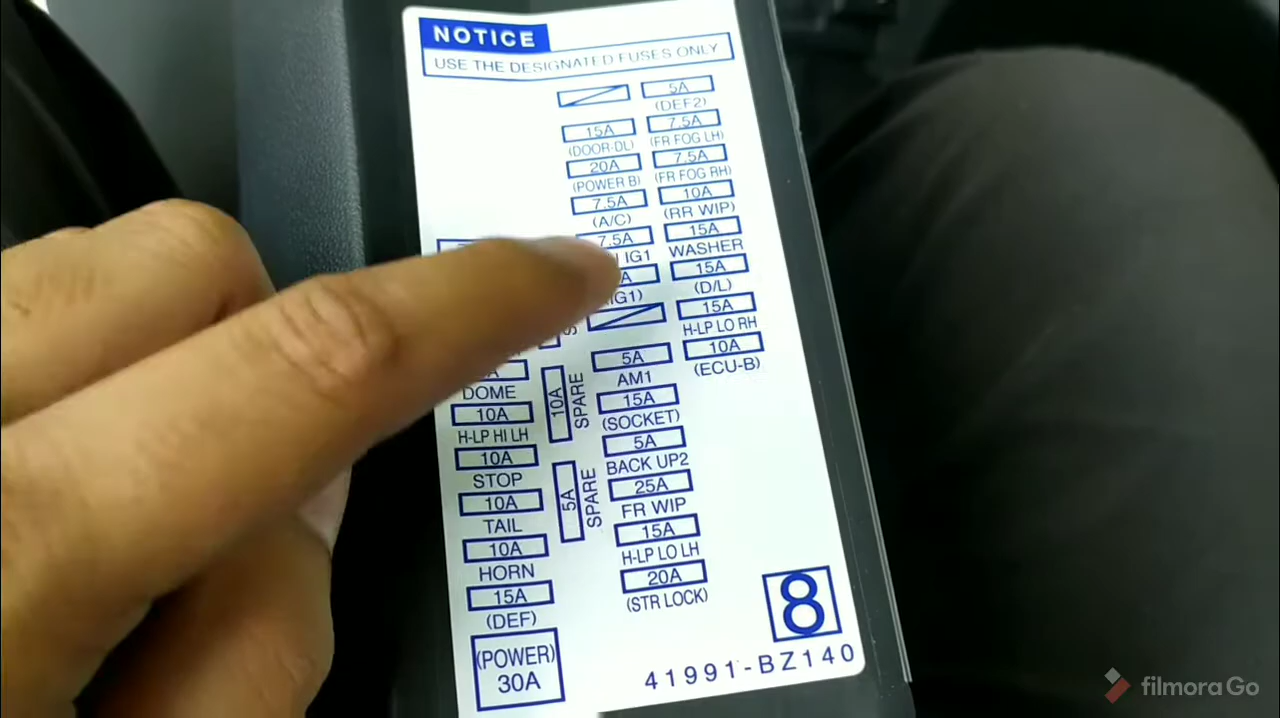 NOTICE
USE THE DESIGNATED FUSES ONLY
5A
(DEF2)
15A
(DOOR·DL)
7.5A
(FR FOG LH)
20A
(POWER B)
7.5A
(FR FOG RH)
7.5A
(A/C)
10A
(RR WIP)
7.5A
IG1
15A
WASHER
15A
(D/L)
15A
H-LP LO RH
10A
(ECU-B)
5A
AM1
15A
(SOCKET)
5A
BACK UP2
25A
FR WIP
15A
H-LP LO LH
20A
(STR LOCK)
DOME
10A
H-LP HI LH
10A
STOP
10A
TAIL
10A
HORN
15A
(DEF)
(POWER)
30A
10A
SPARE
5A
SPARE
8
41991-BZ140
filmora Go